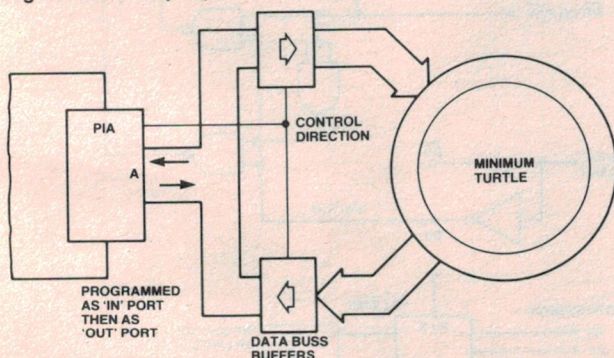 PIA
A
CONTROL
DIRECTION
MINIMUM
TURTLE
PROGRAMMED
AS 'IN' PORT
THEN AS
'OUT' PORT
DATA BUSS
BUFFERS